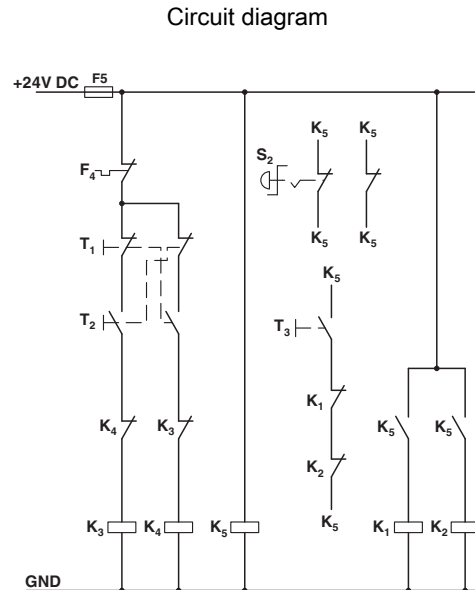 Circuit diagram
+24V DC F5
K5 K5
S2
F4
K5 K5
T1
K5
T2 T3
K1
K4 K3 K5 K5
K2
K5
K3 K4 K5 K1 K2
GND